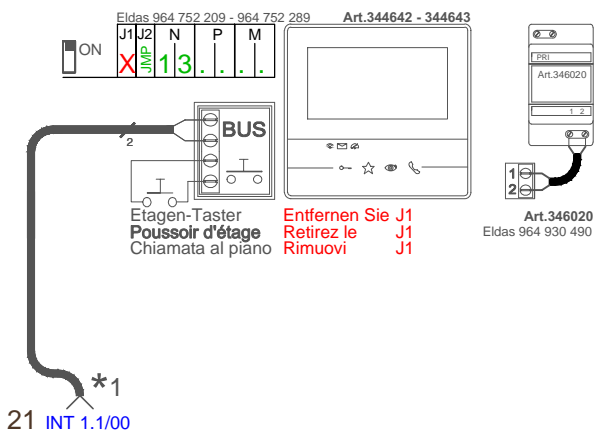 Eldas 964 752 209 - 964 752 289 Art.344642 - 344643
J1 J2 N P M
ON
X JMP 1 3 . . . .
PRI
Art.346020
1 2
BUS
2
1
2
Etagen-Taster Entfernen Sie J1
Poussoir d'étage Retirez le J1
Chiamata al piano Rimuovi J1
Art.346020
Eldas 964 930 490
*1
21 INT 1.1/00